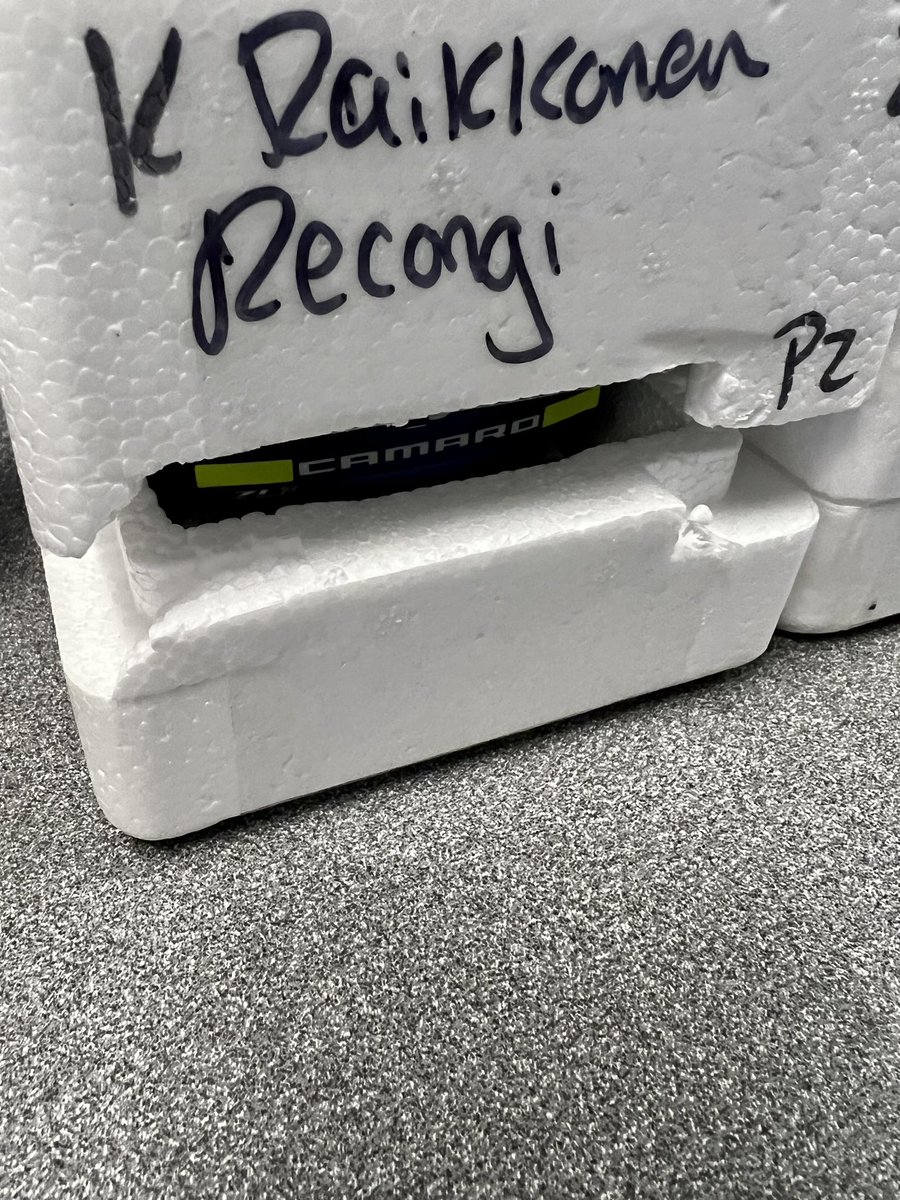 K Raikkonen
Recongi
P2
CAMARO